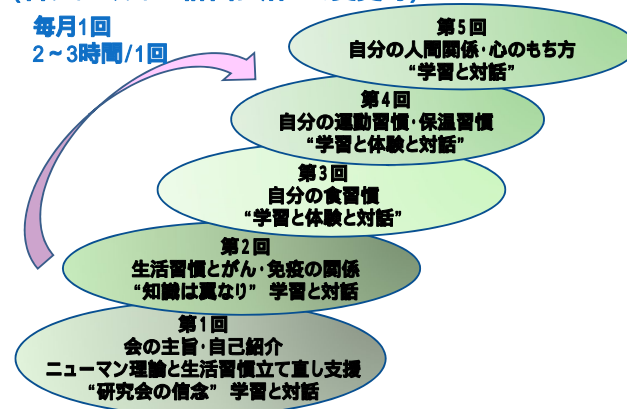 毎月1回
2～3時間/1回
第5回
自分の人間関係・心のもち方
“学習と対話”
第4回
自分の運動習慣・保温習慣
“学習と体験と対話”
第3回
自分の食習慣
“学習と体験と対話”
第2回
生活習慣とがん・免疫の関係
“知識は翼なり” 学習と対話
第1回
会の主旨・自己紹介
ニューマン理論と生活習慣立て直し支援
“研究会の信念” 学習と対話